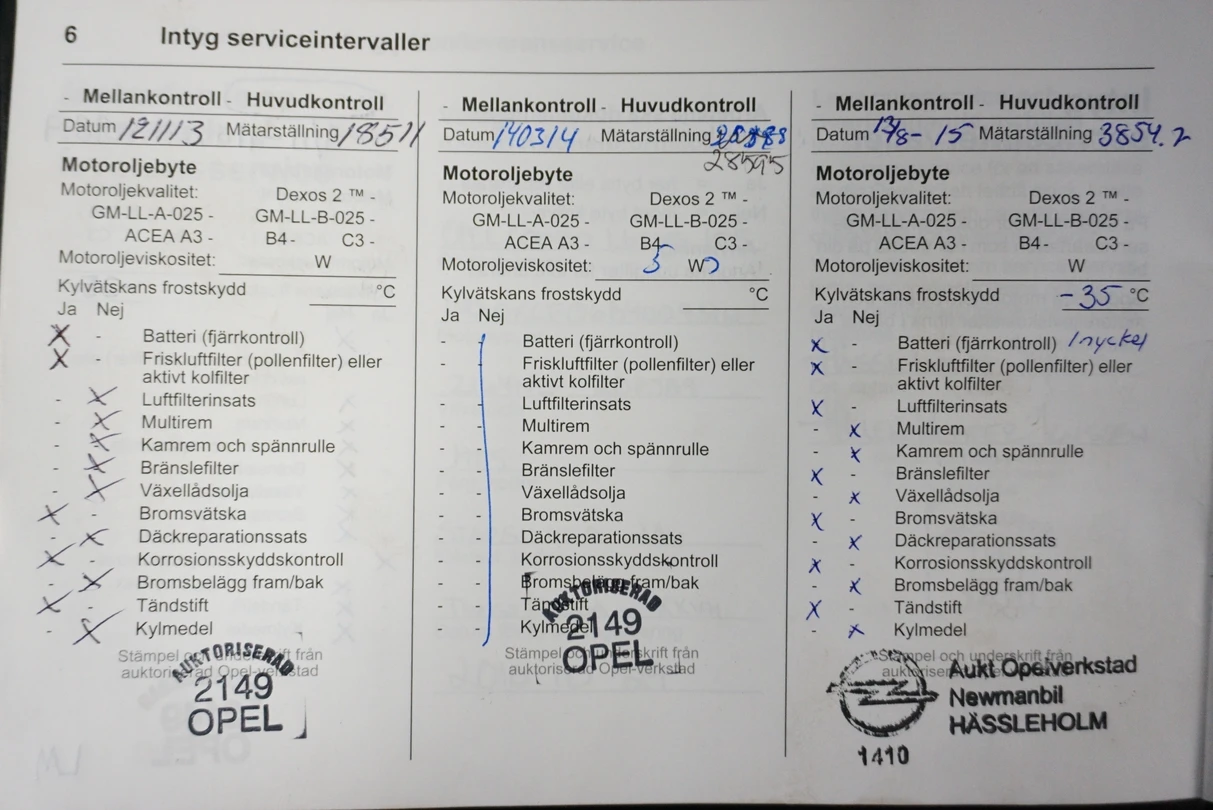 6 Intyg serviceintervaller
- Mellankontroll - Huvudkontroll
Datum 121113 Mätarställning 18511
Motoroljebyte
Motoroljekvalitet: Dexos 2 ™ -
GM-LL-A-025 - GM-LL-B-025 -
ACEA A3 - B4 - C3 -
Motoroljeviskositet: W
Kylvätskans frostskydd °C
Ja Nej
X - Batteri (fjärrkontroll)
X Friskluftfilter (pollenfilter) eller
aktivt kolfilter
- X Luftfilterinsats
- X Multirem
- X Kamrem och spännrulle
- X Bränslefilter
- X Växellådsolja
X - Bromsvätska
- X Däckreparationssats
X - Korrosionsskyddskontroll
- X Bromsbelägg fram/bak
X - Tändstift
- X Kylmedel
Stämpel och underskrift från
auktoriserad Opel-verkstad
AUKTORISERAD
2149
OPEL
- Mellankontroll - Huvudkontroll
Datum 140314 Mätarställning
28595
Motoroljebyte
Motoroljekvalitet: Dexos 2 ™ -
GM-LL-A-025 - GM-LL-B-025 -
ACEA A3 - B4 - C3 -
Motoroljeviskositet: 5 W
Kylvätskans frostskydd °C
Ja Nej
- - Batteri (fjärrkontroll)
- - Friskluftfilter (pollenfilter) eller
aktivt kolfilter
- - Luftfilterinsats
- - Multirem
- - Kamrem och spännrulle
- - Bränslefilter
- - Växellådsolja
- - Bromsvätska
- - Däckreparationssats
- - Korrosionsskyddskontroll
- - Bromsbelägg fram/bak
- - Tändstift
- - Kylmedel
Stämpel och underskrift från
auktoriserad Opel-verkstad
AUKTORISERAD
2149
OPEL
- Mellankontroll - Huvudkontroll
Datum /8-15 Mätarställning 3854.2
Motoroljebyte
Motoroljekvalitet: Dexos 2 ™ -
GM-LL-A-025 - GM-LL-B-025 -
ACEA A3 - B4 - C3 -
Motoroljeviskositet: W
Kylvätskans frostskydd -35 °C
Ja Nej
X - Batteri (fjärrkontroll) /nyckel
X - Friskluftfilter (pollenfilter) eller
aktivt kolfilter
X - Luftfilterinsats
- X Multirem
- X Kamrem och spännrulle
X - Bränslefilter
- X Växellådsolja
X - Bromsvätska
- X Däckreparationssats
X - Korrosionsskyddskontroll
- X Bromsbelägg fram/bak
X - Tändstift
- X Kylmedel
Stämpel och underskrift från
auktoriserad Opel-verkstad
Aukt Opelverkstad
Newmanbil
HÄSSLEHOLM
1410